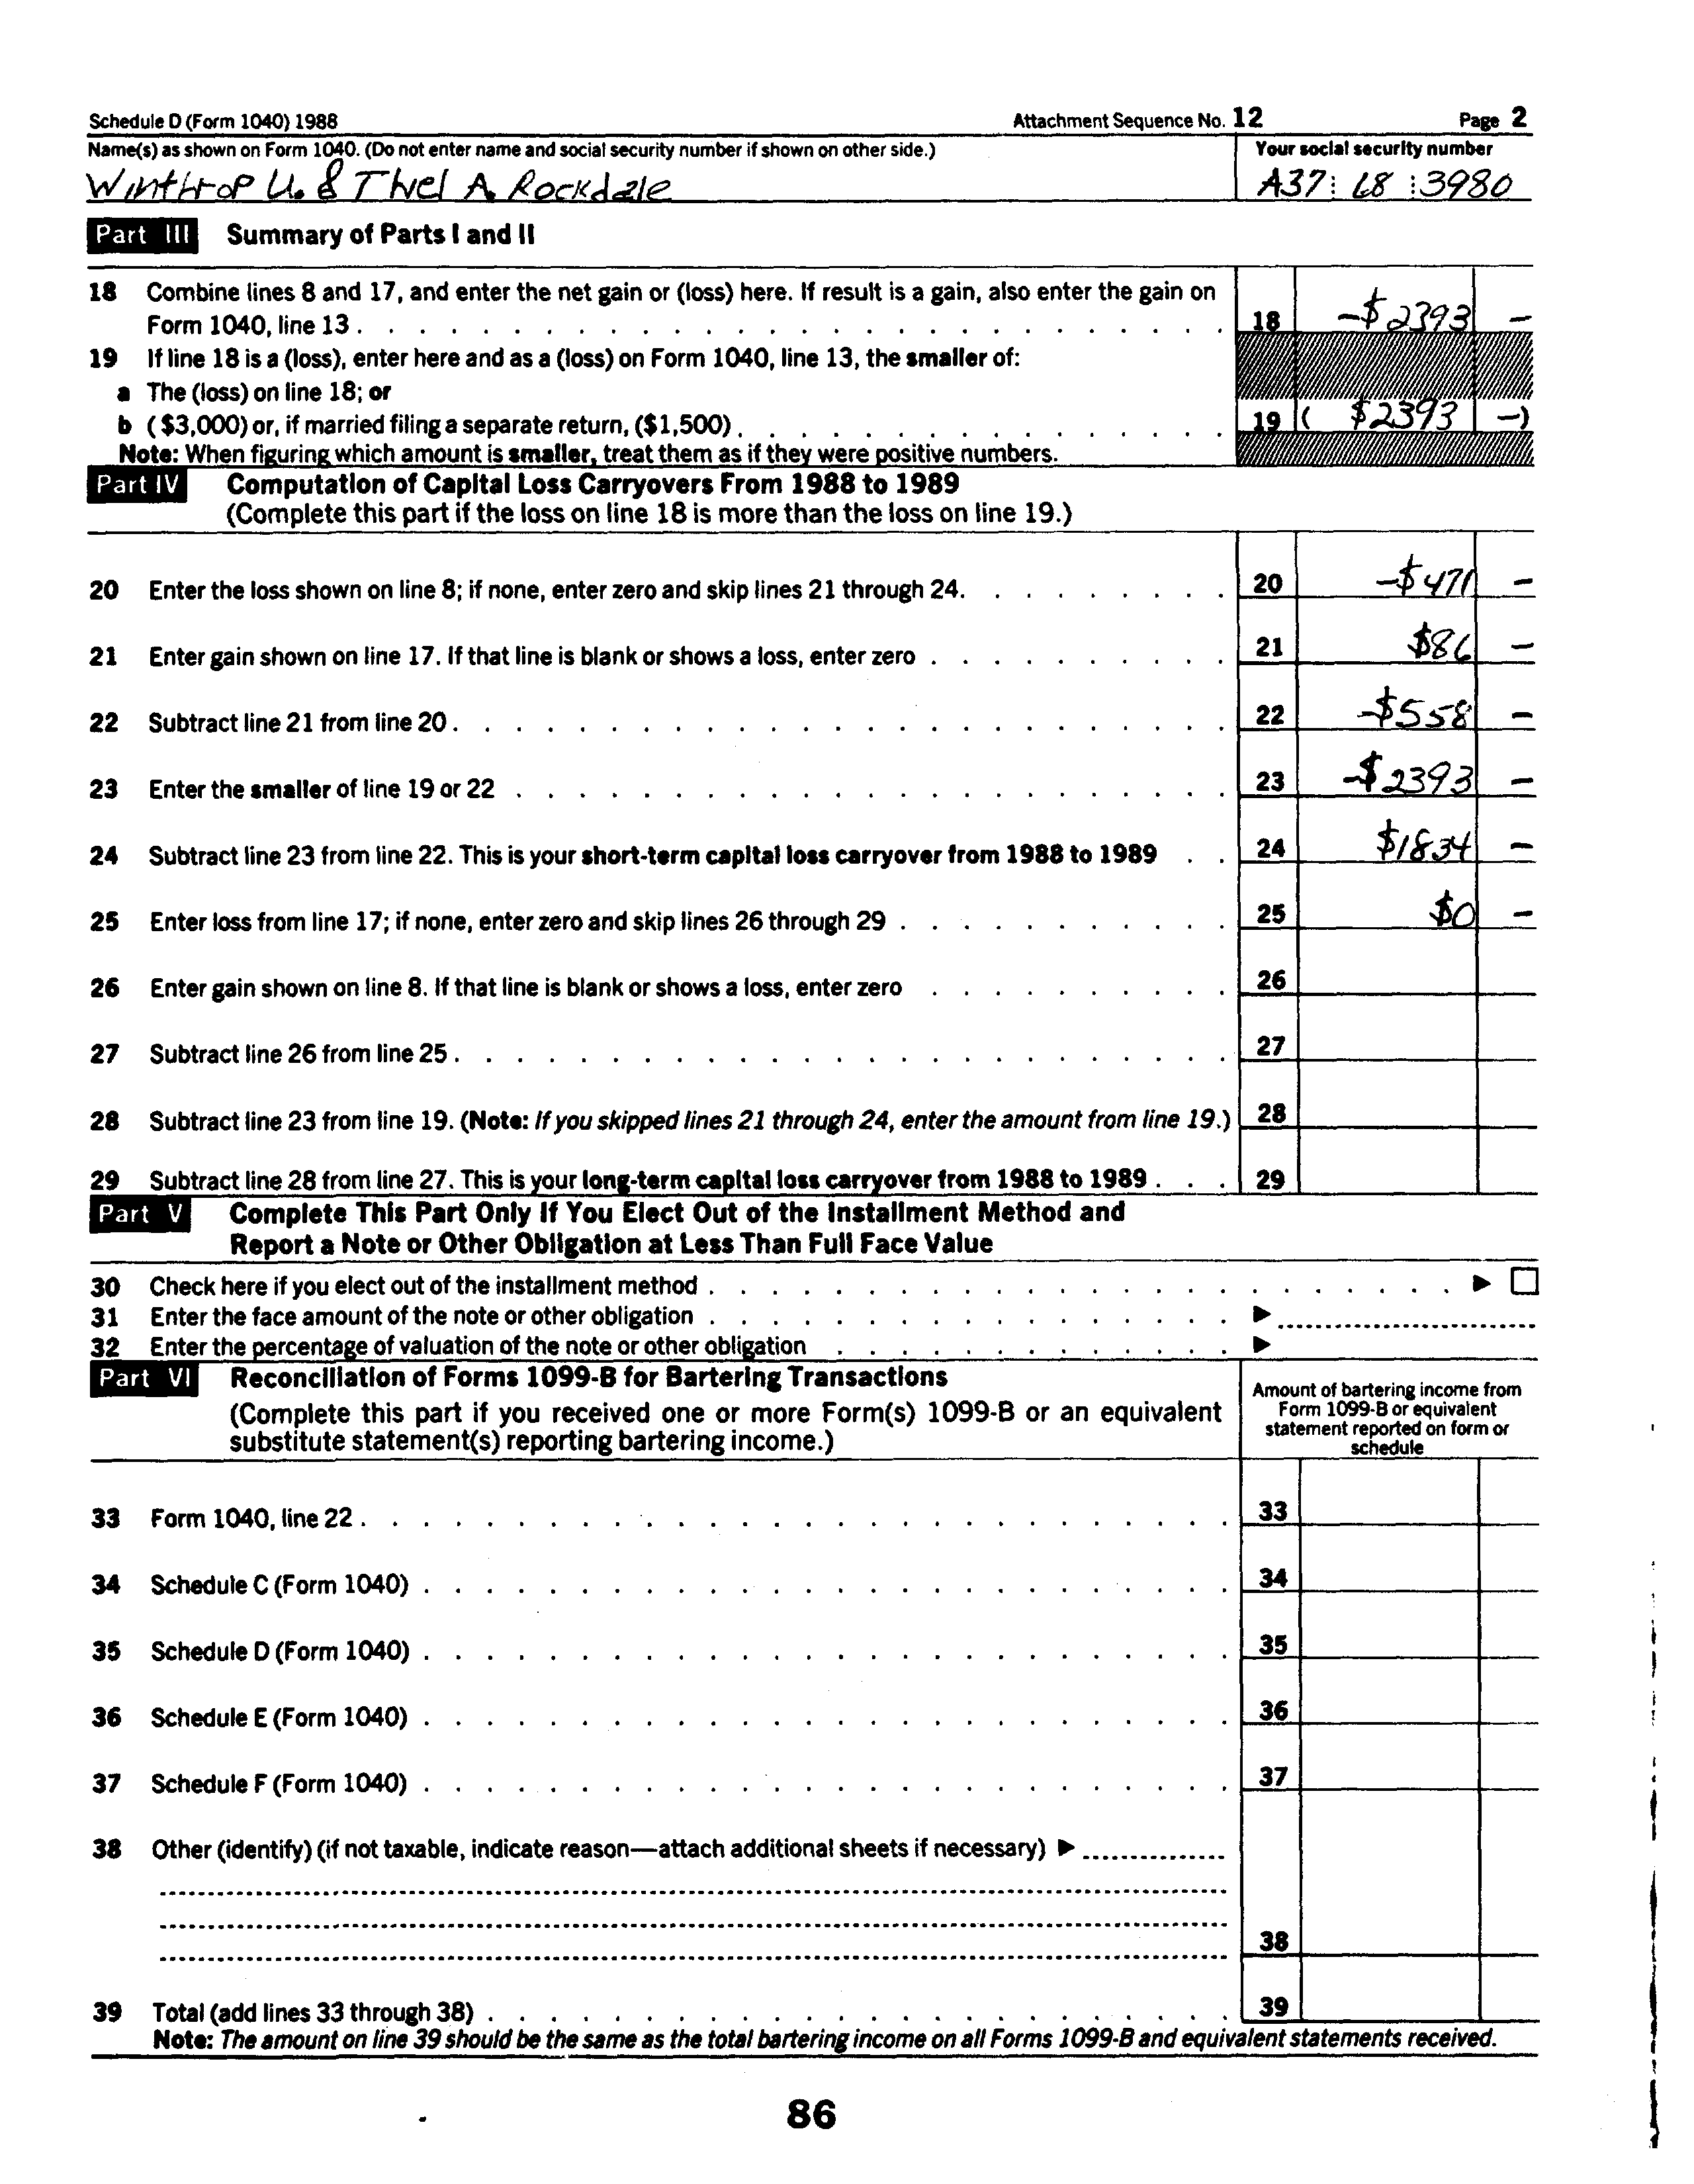 Schedule D (Form 1040) 1988 Attachment Sequence No. 12 Page 2
Name(s) as shown on Form 1040. (Do not enter name and social security number if shown on other side.) Your social security number
Winthrop U. & Thel A. Rockdale A37 68 3980
Part III Summary of Parts I and II
18 Combine lines 8 and 17, and enter the net gain or (loss) here. If result is a gain, also enter the gain on
Form 1040, line 13 . . . 18 -$2393 –
19 If line 18 is a (loss), enter here and as a (loss) on Form 1040, line 13, the smaller of:
a The (loss) on line 18; or
b ($3,000) or, if married filing a separate return, ($1,500) . . . 19 ( $2393 –)
Note: When figuring which amount is smaller, treat them as if they were positive numbers.
Part IV Computation of Capital Loss Carryovers From 1988 to 1989
(Complete this part if the loss on line 18 is more than the loss on line 19.)
20 Enter the loss shown on line 8; if none, enter zero and skip lines 21 through 24. . . . 20 -$471 –
21 Enter gain shown on line 17. If that line is blank or shows a loss, enter zero . . . 21 $86 –
22 Subtract line 21 from line 20 . . . 22 -$558 –
23 Enter the smaller of line 19 or 22 . . . 23 -$2393 –
24 Subtract line 23 from line 22. This is your short-term capital loss carryover from 1988 to 1989 . . 24 $1834 –
25 Enter loss from line 17; if none, enter zero and skip lines 26 through 29 . . . 25 $0 –
26 Enter gain shown on line 8. If that line is blank or shows a loss, enter zero . . . 26
27 Subtract line 26 from line 25 . . . 27
28 Subtract line 23 from line 19. (Note: If you skipped lines 21 through 24, enter the amount from line 19.) 28
29 Subtract line 28 from line 27. This is your long-term capital loss carryover from 1988 to 1989 . . . 29
Part V Complete This Part Only If You Elect Out of the Installment Method and
Report a Note or Other Obligation at Less Than Full Face Value
30 Check here if you elect out of the installment method . . . ▶ ☐
31 Enter the face amount of the note or other obligation . . . ▶
32 Enter the percentage of valuation of the note or other obligation . . . ▶
Part VI Reconciliation of Forms 1099-B for Bartering Transactions
(Complete this part if you received one or more Form(s) 1099-B or an equivalent
substitute statement(s) reporting bartering income.)
Amount of bartering income from
Form 1099-B or equivalent
statement reported on form or
schedule
33 Form 1040, line 22 . . . 33
34 Schedule C (Form 1040) . . . 34
35 Schedule D (Form 1040) . . . 35
36 Schedule E (Form 1040) . . . 36
37 Schedule F (Form 1040) . . . 37
38 Other (identify) (if not taxable, indicate reason—attach additional sheets if necessary) ▶
38
39 Total (add lines 33 through 38) . . . 39
Note: The amount on line 39 should be the same as the total bartering income on all Forms 1099-B and equivalent statements received.
86